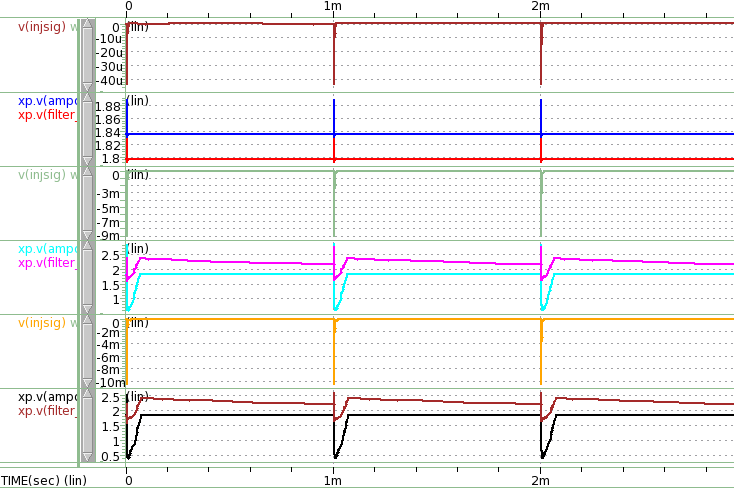 0 1m 2m
v(injsig) w (lin)
0
-10u
-20u
-30u
-40u
xp.v(ampo (lin)
xp.v(filter_
1.88
1.86
1.84
1.82
1.8
v(injsig) w (lin)
0
-3m
-5m
-7m
-9m
xp.v(ampo (lin)
xp.v(filter_
2.5
2
1.5
1
v(injsig) w (lin)
0
-2m
-4m
-6m
-8m
-10m
xp.v(ampo (lin)
xp.v(filter_
2.5
2
1.5
1
0.5
TIME(sec) (lin) 0 1m 2m